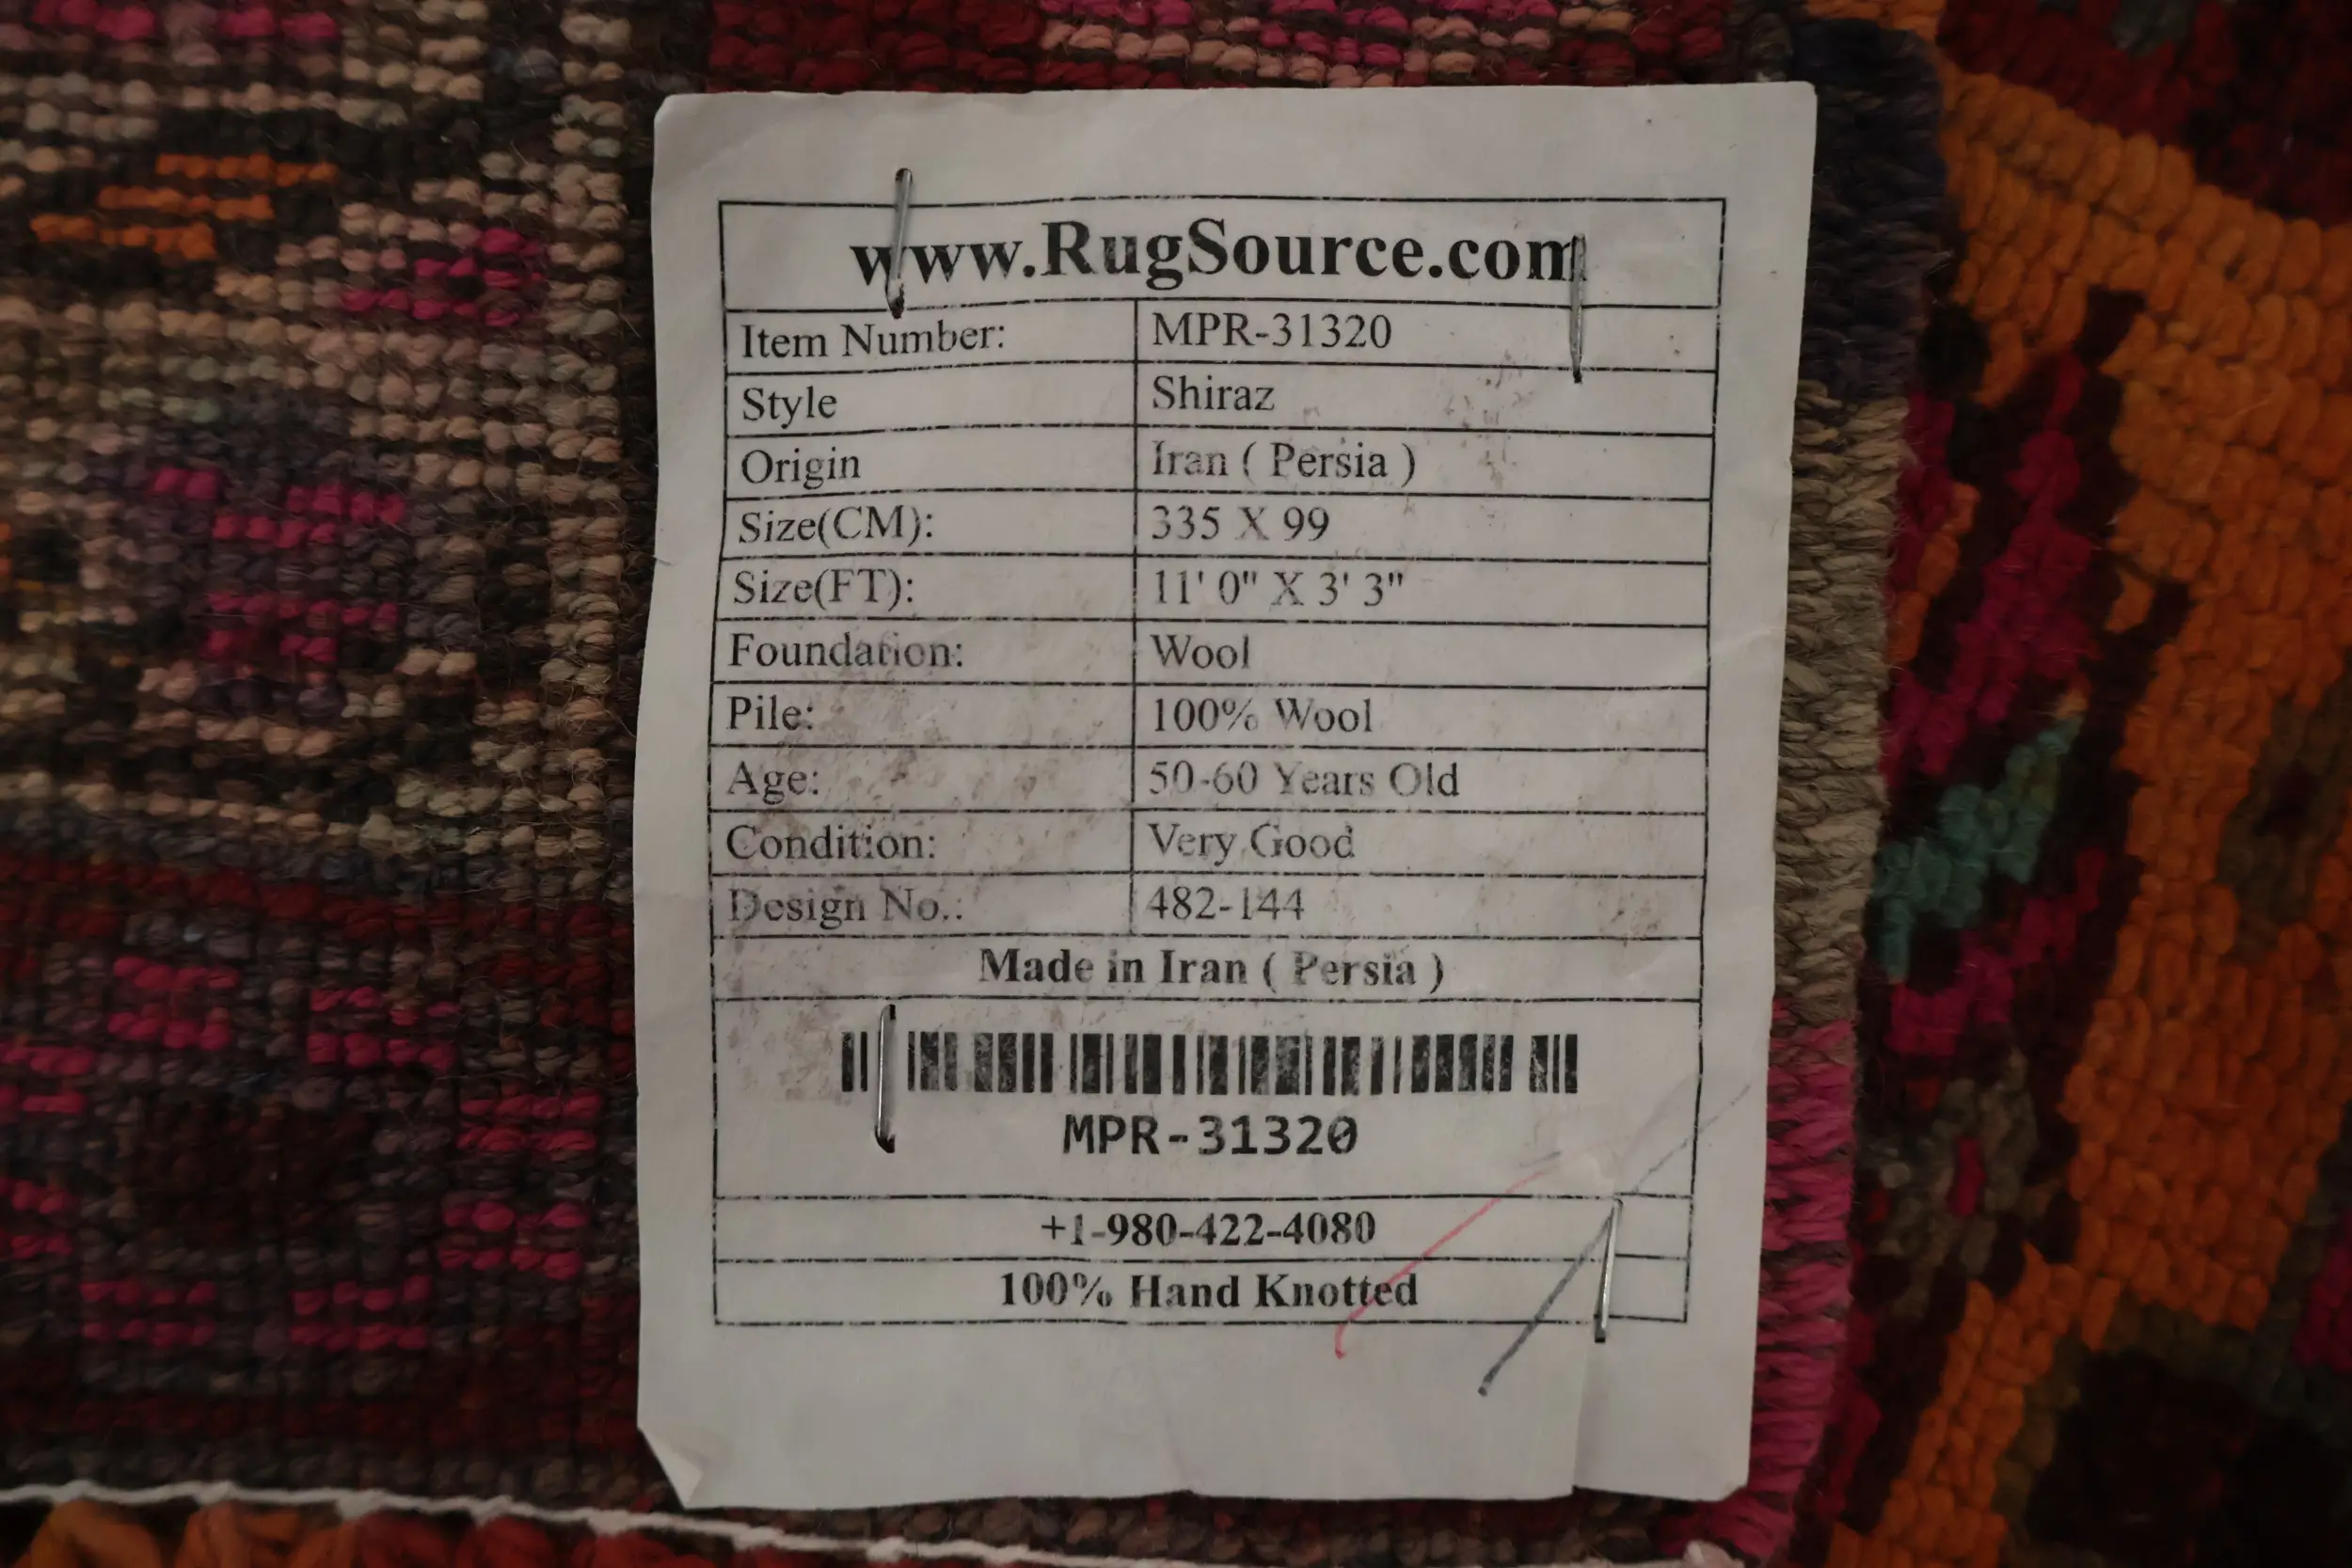 www.RugSource.com
Item Number: MPR-31320
Style Shiraz
Origin Iran ( Persia )
Size(CM): 335 X 99
Size(FT): 11' 0" X 3' 3"
Foundation: Wool
Pile: 100% Wool
Age: 50-60 Years Old
Condition: Very Good
Design No.: 482-144
Made in Iran ( Persia )
MPR-31320
+1-980-422-4080
100% Hand Knotted